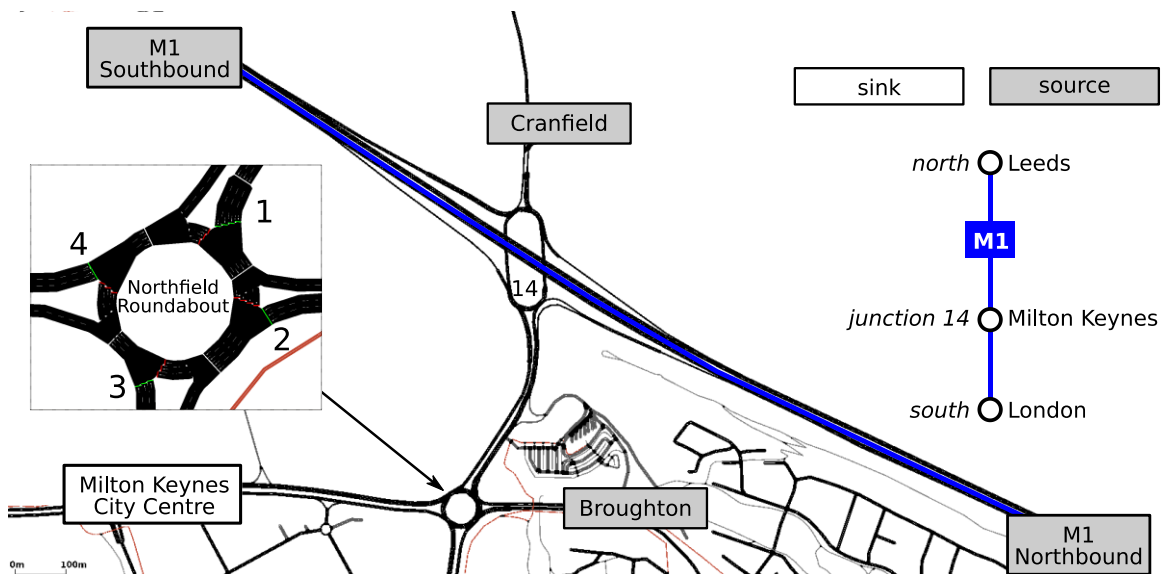 M1
Southbound
Cranfield
sink
source
north
Leeds
M1
junction 14
Milton Keynes
south
London
1
4
Northfield
Roundabout
2
3
14
Milton Keynes
City Centre
Broughton
M1
Northbound
0m
100m